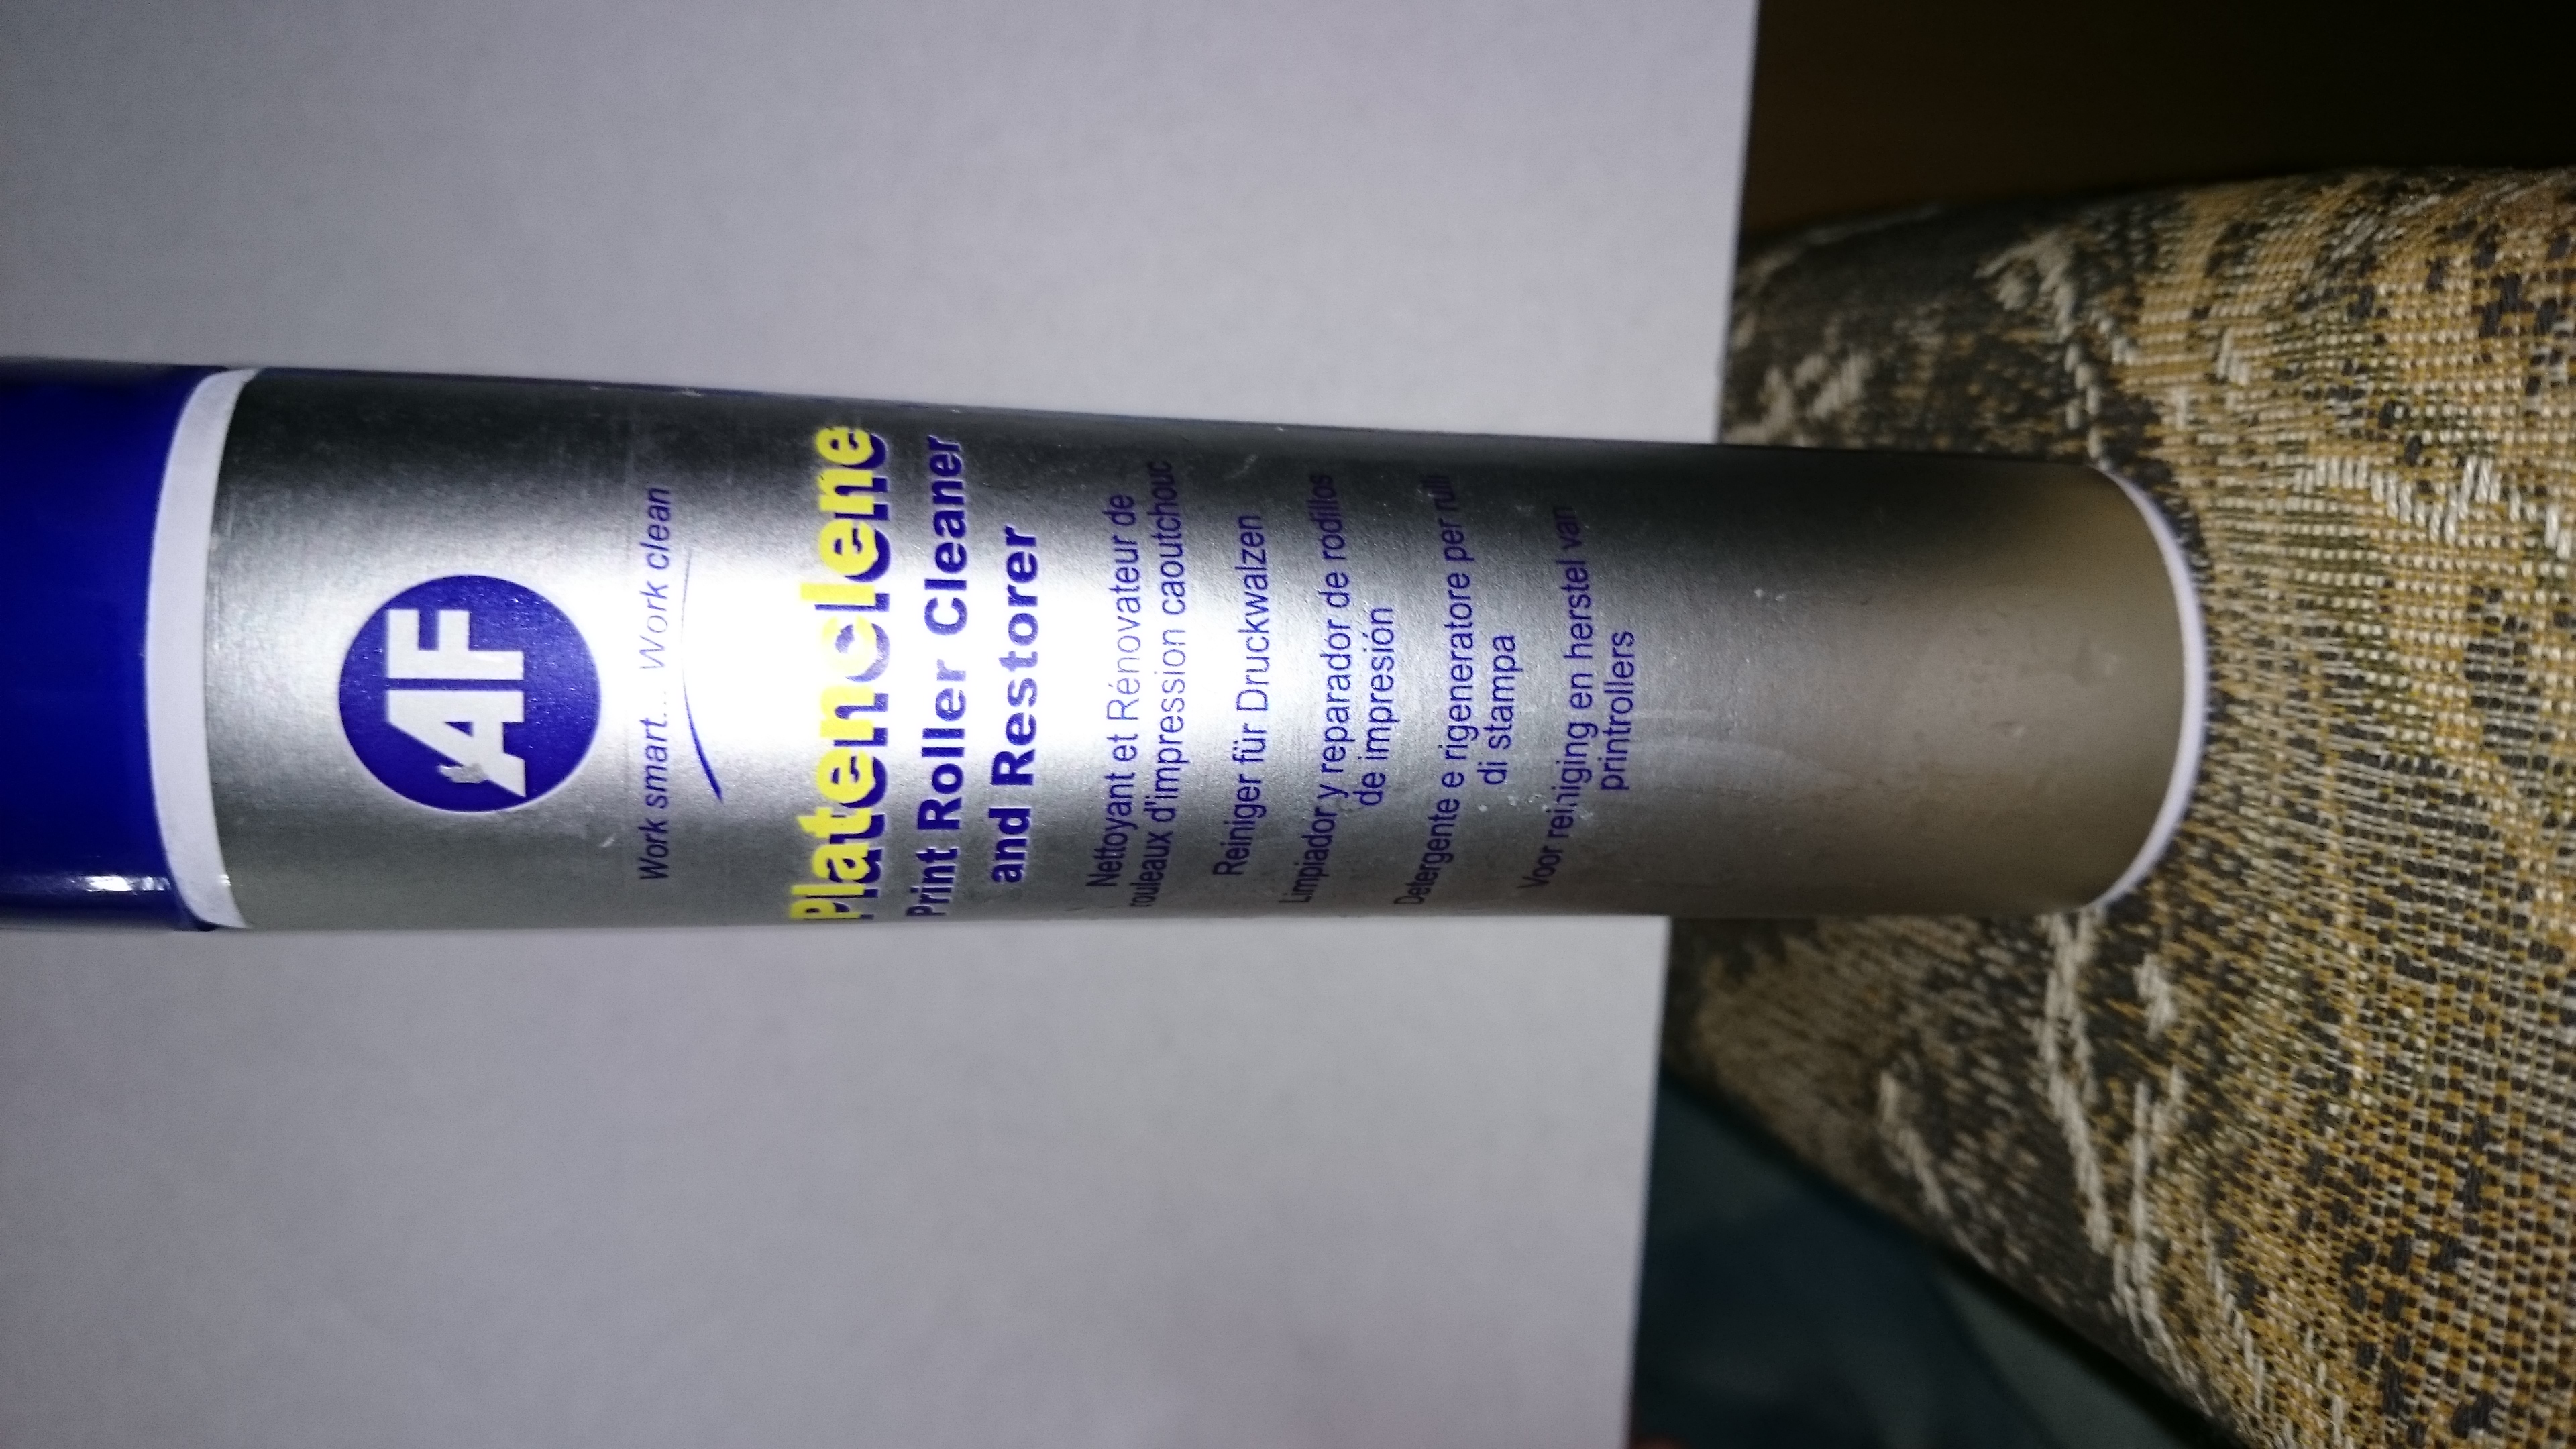 AF
Work smart... Work clean
Platenclene
Print Roller Cleaner
and Restorer
Nettoyant et Rénovateur de
rouleaux d'impression caoutchouc
Reiniger für Druckwalzen
Limpiador y reparador de rodillos
de impresión
Detergente e rigeneratore per rulli
di stampa
Voor reiniging en herstel van
printrollers